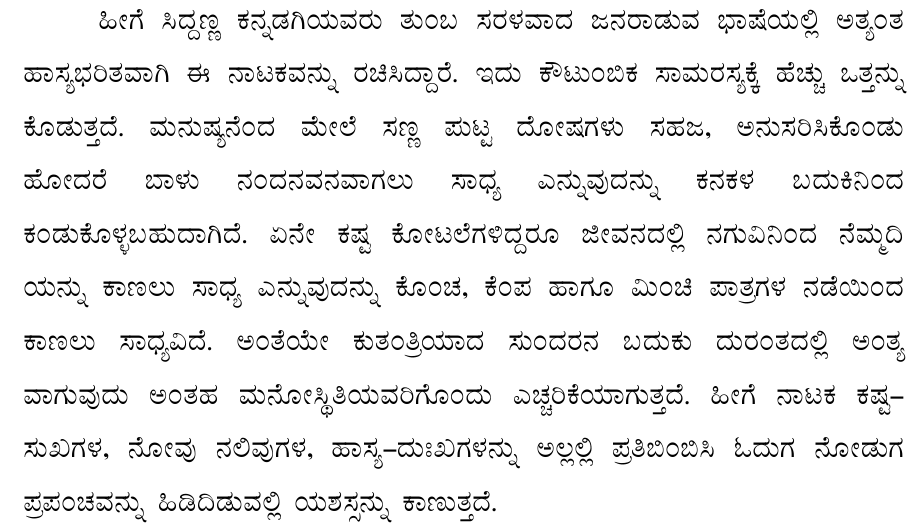 ಹೀಗೆ ಸಿದ್ದಣ್ಣ ಕನ್ನಡಗಿಯವರು ತುಂಬ ಸರಳವಾದ ಜನರಾಡುವ ಭಾಷೆಯಲ್ಲಿ ಅತ್ಯಂತ
ಹಾಸ್ಯಭರಿತವಾಗಿ ಈ ನಾಟಕವನ್ನು ರಚಿಸಿದ್ದಾರೆ. ಇದು ಕೌಟುಂಬಿಕ ಸಾಮರಸ್ಯಕ್ಕೆ ಹೆಚ್ಚು ಒತ್ತನ್ನು
ಕೊಡುತ್ತದೆ. ಮನುಷ್ಯನೆಂದ ಮೇಲೆ ಸಣ್ಣ ಪುಟ್ಟ ದೋಷಗಳು ಸಹಜ, ಅನುಸರಿಸಿಕೊಂಡು
ಹೋದರೆ ಬಾಳು ನಂದನವನವಾಗಲು ಸಾಧ್ಯ ಎನ್ನುವುದನ್ನು ಕನಕಳ ಬದುಕಿನಿಂದ
ಕಂಡುಕೊಳ್ಳಬಹುದಾಗಿದೆ. ಏನೇ ಕಷ್ಟ ಕೋಟಲೆಗಳಿದ್ದರೂ ಜೀವನದಲ್ಲಿ ನಗುವಿನಿಂದ ನೆಮ್ಮದಿ
ಯನ್ನು ಕಾಣಲು ಸಾಧ್ಯ ಎನ್ನುವುದನ್ನು ಕೊಂಚ, ಕೆಂಪ ಹಾಗೂ ಮಿಂಚಿ ಪಾತ್ರಗಳ ನಡೆಯಿಂದ
ಕಾಣಲು ಸಾಧ್ಯವಿದೆ. ಅಂತೆಯೇ ಕುತಂತ್ರಿಯಾದ ಸುಂದರನ ಬದುಕು ದುರಂತದಲ್ಲಿ ಅಂತ್ಯ
ವಾಗುವುದು ಅಂತಹ ಮನೋಸ್ಥಿತಿಯವರಿಗೊಂದು ಎಚ್ಚರಿಕೆಯಾಗುತ್ತದೆ. ಹೀಗೆ ನಾಟಕ ಕಷ್ಟ–
ಸುಖಗಳ, ನೋವು ನಲಿವುಗಳ, ಹಾಸ್ಯ–ದುಃಖಗಳನ್ನು ಅಲ್ಲಲ್ಲಿ ಪ್ರತಿಬಿಂಬಿಸಿ ಓದುಗ ನೋಡುಗ
ಪ್ರಪಂಚವನ್ನು ಹಿಡಿದಿಡುವಲ್ಲಿ ಯಶಸ್ಸನ್ನು ಕಾಣುತ್ತದೆ.